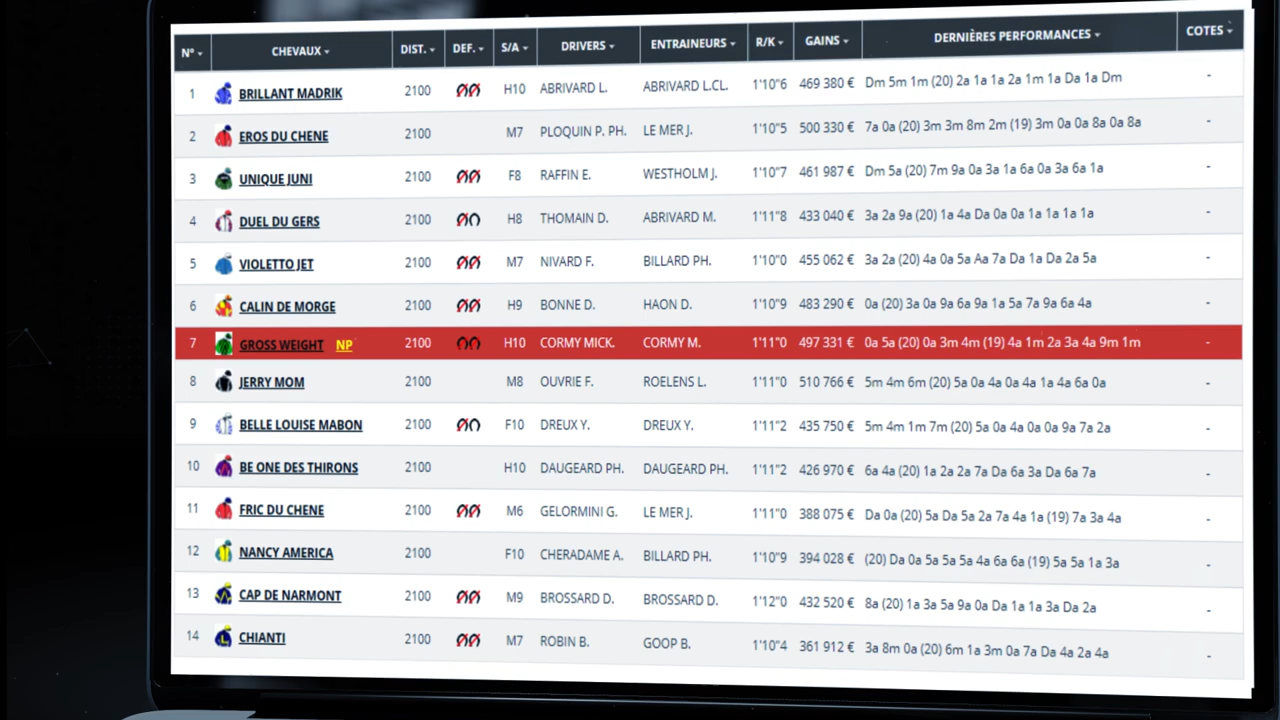 N° CHEVAUX DIST. DEF. S/A DRIVERS ENTRAINEURS R/K GAINS DERNIÈRES PERFORMANCES COTES
1 BRILLANT MADRIK 2100 H10 ABRIVARD L. ABRIVARD L.CL. 1'10"6 469 380 € Dm 5m 1m (20) 2a 1a 1a 2a 1m 1a Da 1a Dm -
2 EROS DU CHENE 2100 M7 PLOQUIN P. PH. LE MER J. 1'10"5 500 330 € 7a 0a (20) 3m 3m 8m 2m (19) 3m 0a 0a 8a 0a 8a -
3 UNIQUE JUNI 2100 F8 RAFFIN E. WESTHOLM J. 1'10"7 461 987 € Dm 5a (20) 7m 9a 0a 3a 1a 6a 0a 3a 6a 1a -
4 DUEL DU GERS 2100 H8 THOMAIN D. ABRIVARD M. 1'11"8 433 040 € 3a 2a 9a (20) 1a 4a Da 0a 0a 1a 1a 1a 1a -
5 VIOLETTO JET 2100 M7 NIVARD F. BILLARD PH. 1'10"0 455 062 € 3a 2a (20) 4a 0a 5a Aa 7a Da 1a Da 2a 5a -
6 CALIN DE MORGE 2100 H9 BONNE D. HAON D. 1'10"9 483 290 € 0a (20) 3a 0a 9a 6a 9a 1a 5a 7a 9a 6a 4a -
7 GROSS WEIGHT NP 2100 H10 CORMY MICK. CORMY M. 1'11"0 497 331 € 0a 5a (20) 0a 3m 4m (19) 4a 1m 2a 3a 4a 9m 1m -
8 JERRY MOM 2100 M8 OUVRIE F. ROELENS L. 1'11"0 510 766 € 5m 4m 6m (20) 5a 0a 4a 0a 4a 1a 4a 6a 0a -
9 BELLE LOUISE MABON 2100 F10 DREUX Y. DREUX Y. 1'11"2 435 750 € 5m 4m 1m 7m (20) 5a 0a 4a 0a 0a 9a 7a 2a -
10 BE ONE DES THIRONS 2100 H10 DAUGEARD PH. DAUGEARD PH. 1'11"2 426 970 € 6a 4a (20) 1a 2a 2a 7a Da 6a 3a Da 6a 7a -
11 FRIC DU CHENE 2100 M6 GELORMINI G. LE MER J. 1'11"0 388 075 € Da 0a (20) 5a Da 5a 2a 7a 4a 1a (19) 7a 3a 4a -
12 NANCY AMERICA 2100 F10 CHERADAME A. BILLARD PH. 1'10"9 394 028 € (20) Da 0a 5a 5a 5a 4a 6a 6a (19) 5a 5a 1a 3a -
13 CAP DE NARMONT 2100 M9 BROSSARD D. BROSSARD D. 1'12"0 432 520 € 8a (20) 1a 3a 5a 9a 0a Da 1a 1a 3a Da 2a -
14 CHIANTI 2100 M7 ROBIN B. GOOP B. 1'10"4 361 912 € 3a 8m 0a (20) 6m 1a 3m 0a 7a Da 4a 2a 4a -